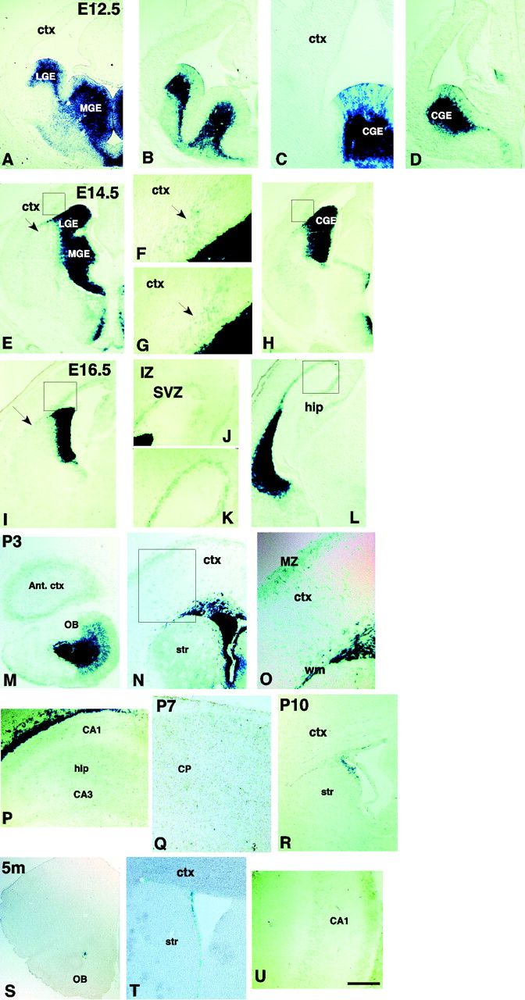 E12.5
ctx
LGE
MGE
A
B
ctx
CGE
C
CGE
D
E14.5
ctx
LGE
MGE
E
ctx
F
ctx
G
CGE
H
E16.5
I
IZ
SVZ
J
K
hip
L
P3
Ant. ctx
OB
M
ctx
str
N
MZ
ctx
wm
O
CA1
hip
CA3
P
P7
CP
Q
P10
ctx
str
R
5m
OB
S
ctx
str
T
CA1
U